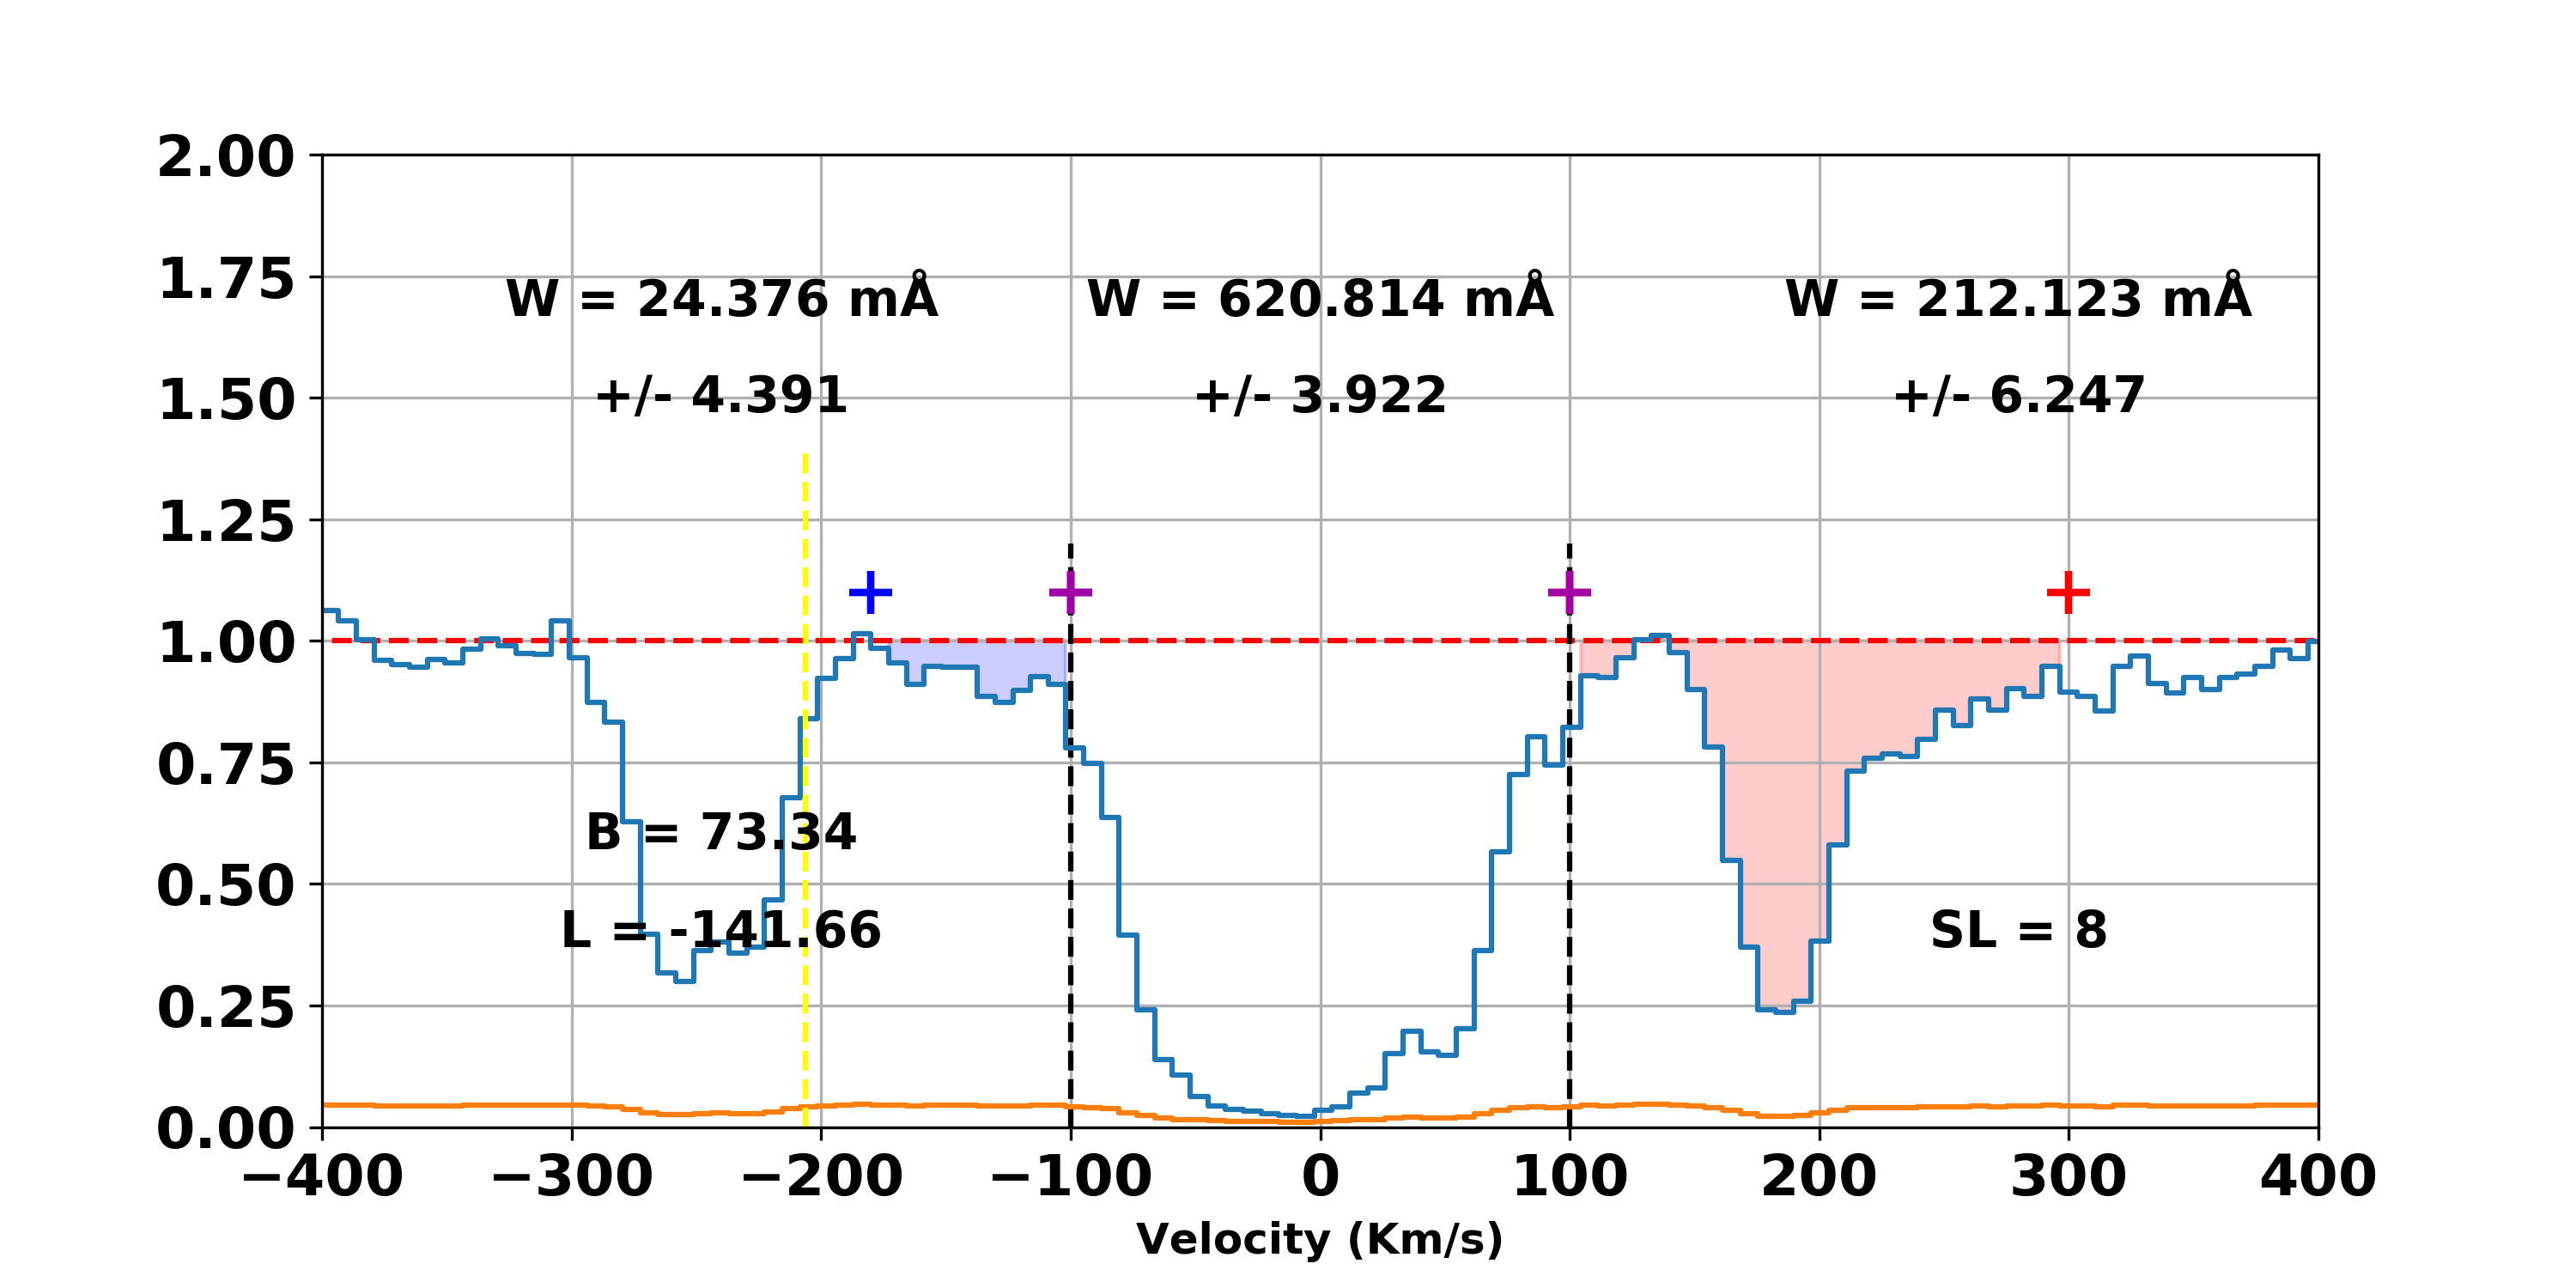 2.00
1.75
W = 24.376 mÅ W = 620.814 mÅ W = 212.123 mÅ
1.50
+/- 4.391 +/- 3.922 +/- 6.247
1.25
1.00
0.75
B = 73.34
0.50
L = -141.66 SL = 8
0.25
0.00
−400 −300 −200 −100 0 100 200 300 400
Velocity (Km/s)